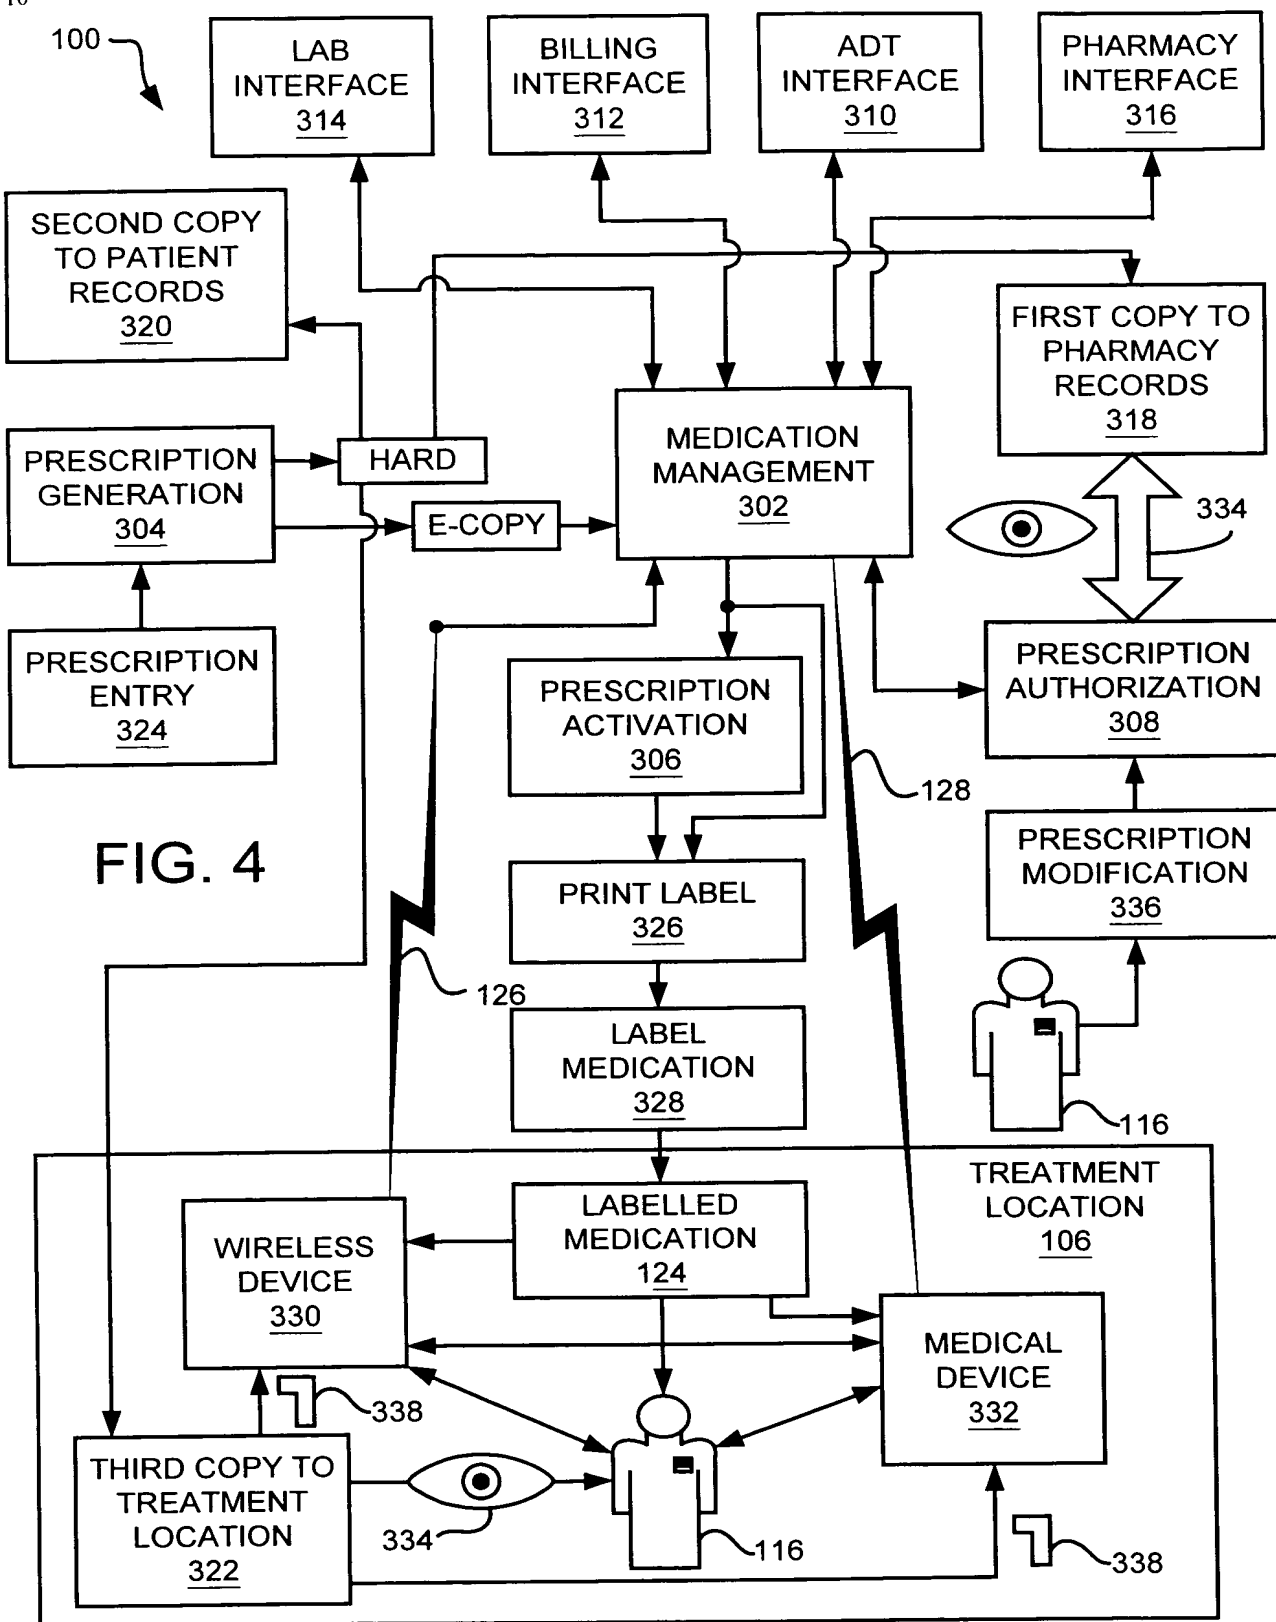 100
LAB
INTERFACE
314
BILLING
INTERFACE
312
ADT
INTERFACE
310
PHARMACY
INTERFACE
316
SECOND COPY
TO PATIENT
RECORDS
320
FIRST COPY TO
PHARMACY
RECORDS
318
PRESCRIPTION
GENERATION
304
HARD
E-COPY
MEDICATION
MANAGEMENT
302
334
PRESCRIPTION
ENTRY
324
PRESCRIPTION
ACTIVATION
306
PRESCRIPTION
AUTHORIZATION
308
128
FIG. 4
PRINT LABEL
326
PRESCRIPTION
MODIFICATION
336
126
LABEL
MEDICATION
328
116
TREATMENT
LOCATION
106
WIRELESS
DEVICE
330
LABELLED
MEDICATION
124
MEDICAL
DEVICE
332
338
THIRD COPY TO
TREATMENT
LOCATION
322
334
116
338